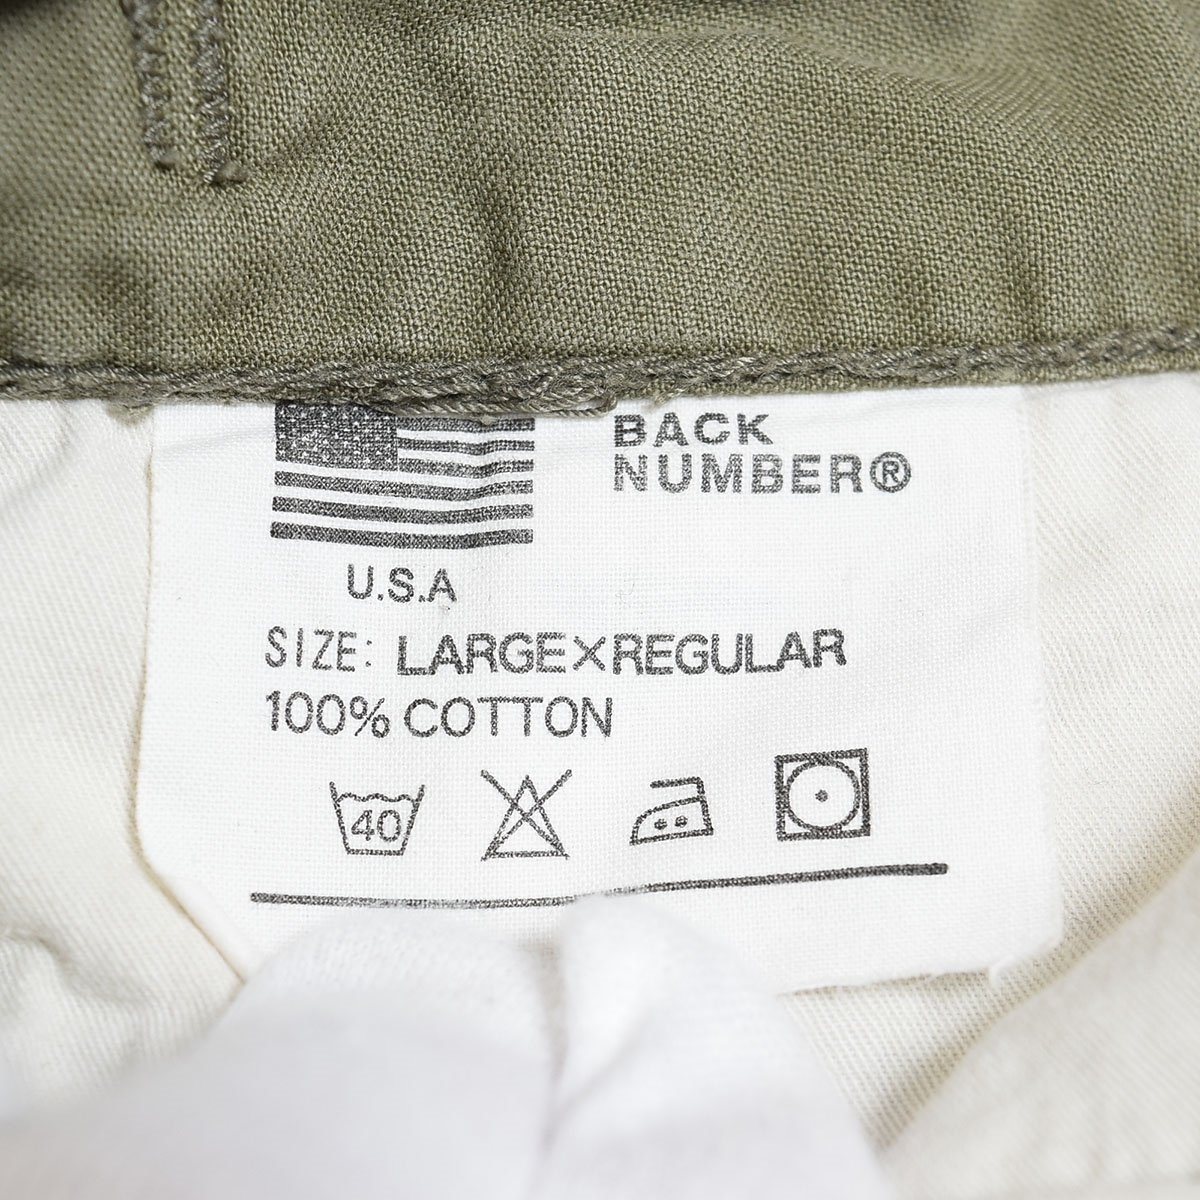 BACK
NUMBER®
U.S.A
SIZE: LARGE×REGULAR
100% COTTON
40